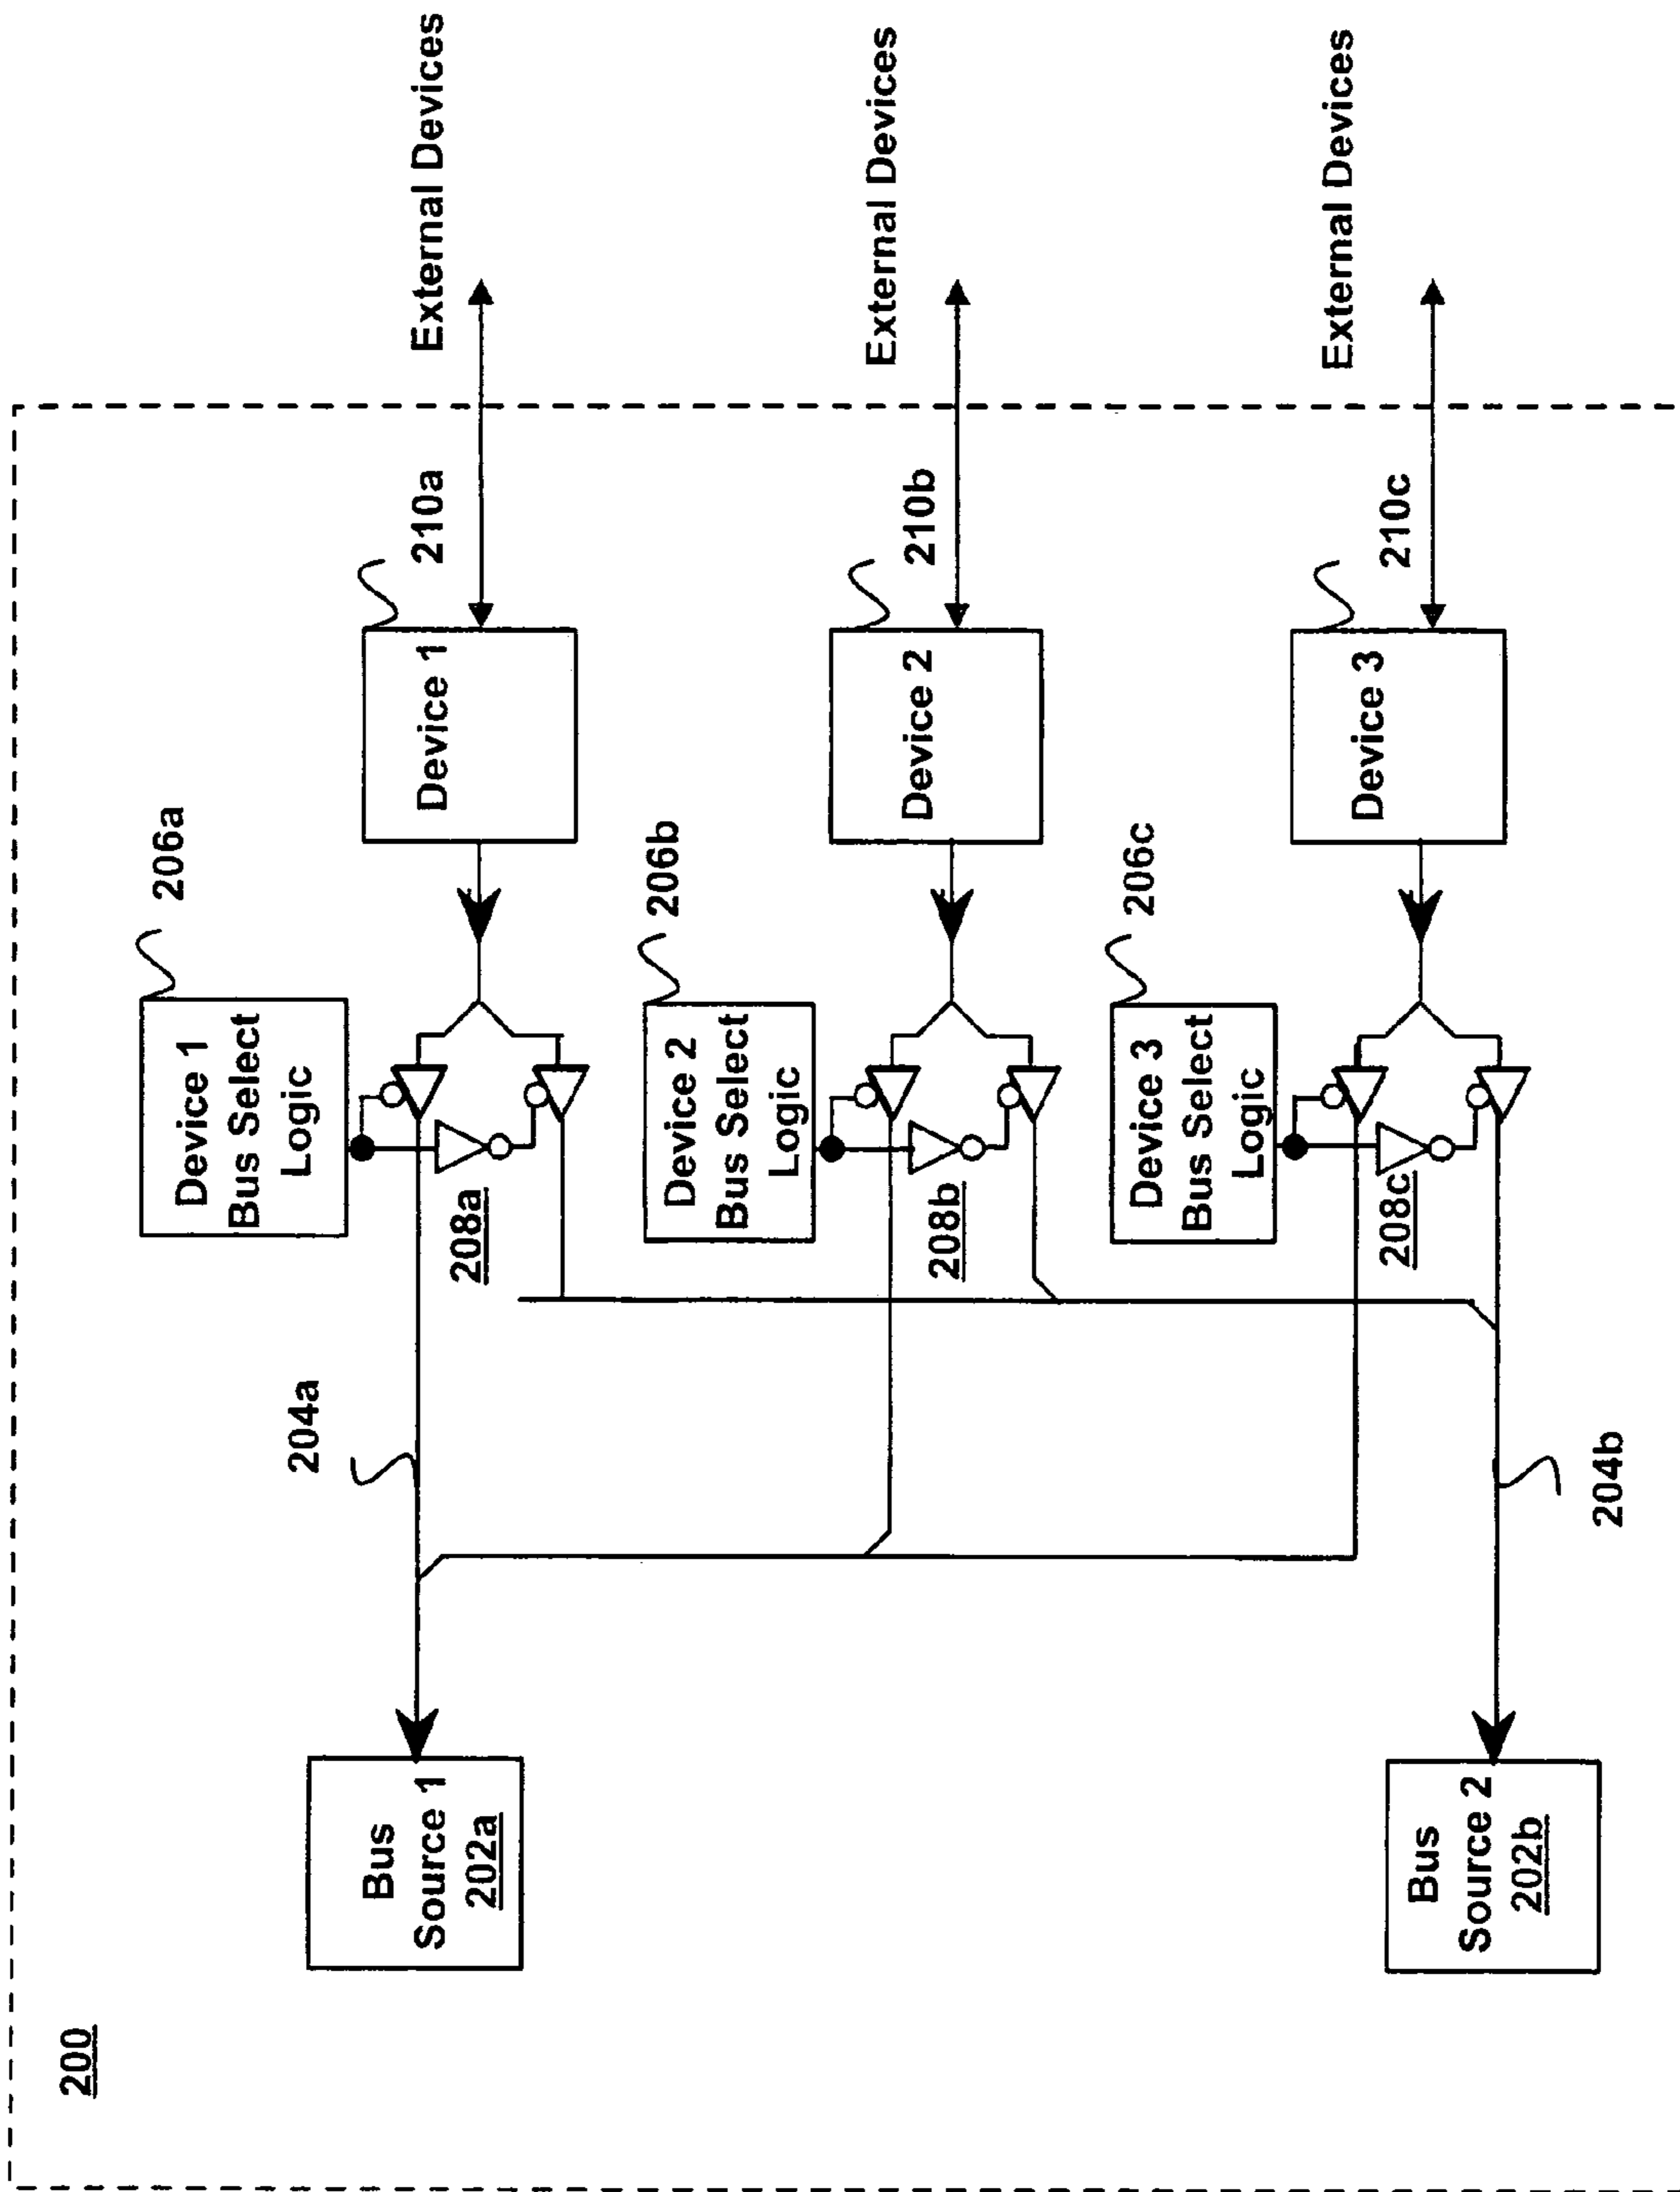 200
Bus
Source 1
202a
Bus
Source 2
202b
204a
204b
Device 1
Bus Select
Logic
206a
208a
Device 2
Bus Select
Logic
206b
208b
Device 3
Bus Select
Logic
206c
208c
Device 1
210a
Device 2
210b
Device 3
210c
External Devices
External Devices
External Devices